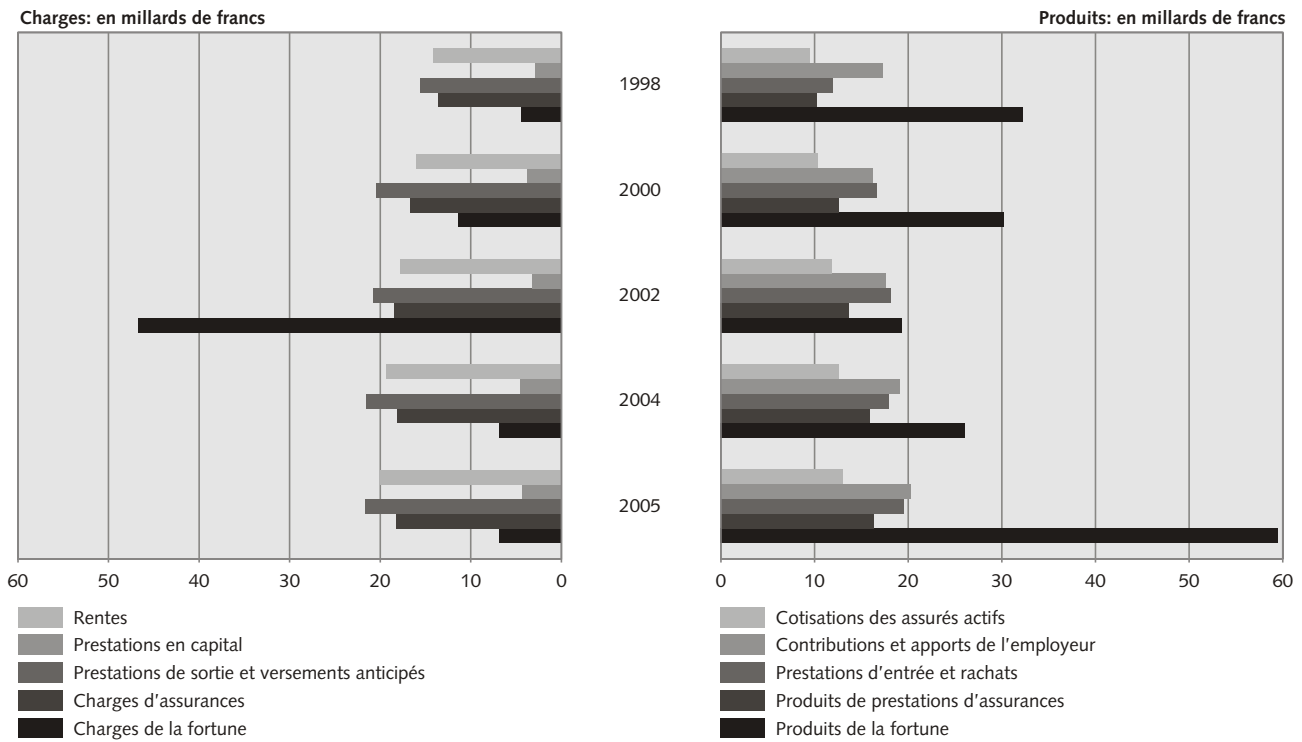 Charges: en millards de francs
Produits: en millards de francs
1998
2000
2002
2004
2005
60 50 40 30 20 10 0
0 10 20 30 40 50 60
Rentes
Prestations en capital
Prestations de sortie et versements anticipés
Charges d'assurances
Charges de la fortune
Cotisations des assurés actifs
Contributions et apports de l'employeur
Prestations d'entrée et rachats
Produits de prestations d'assurances
Produits de la fortune